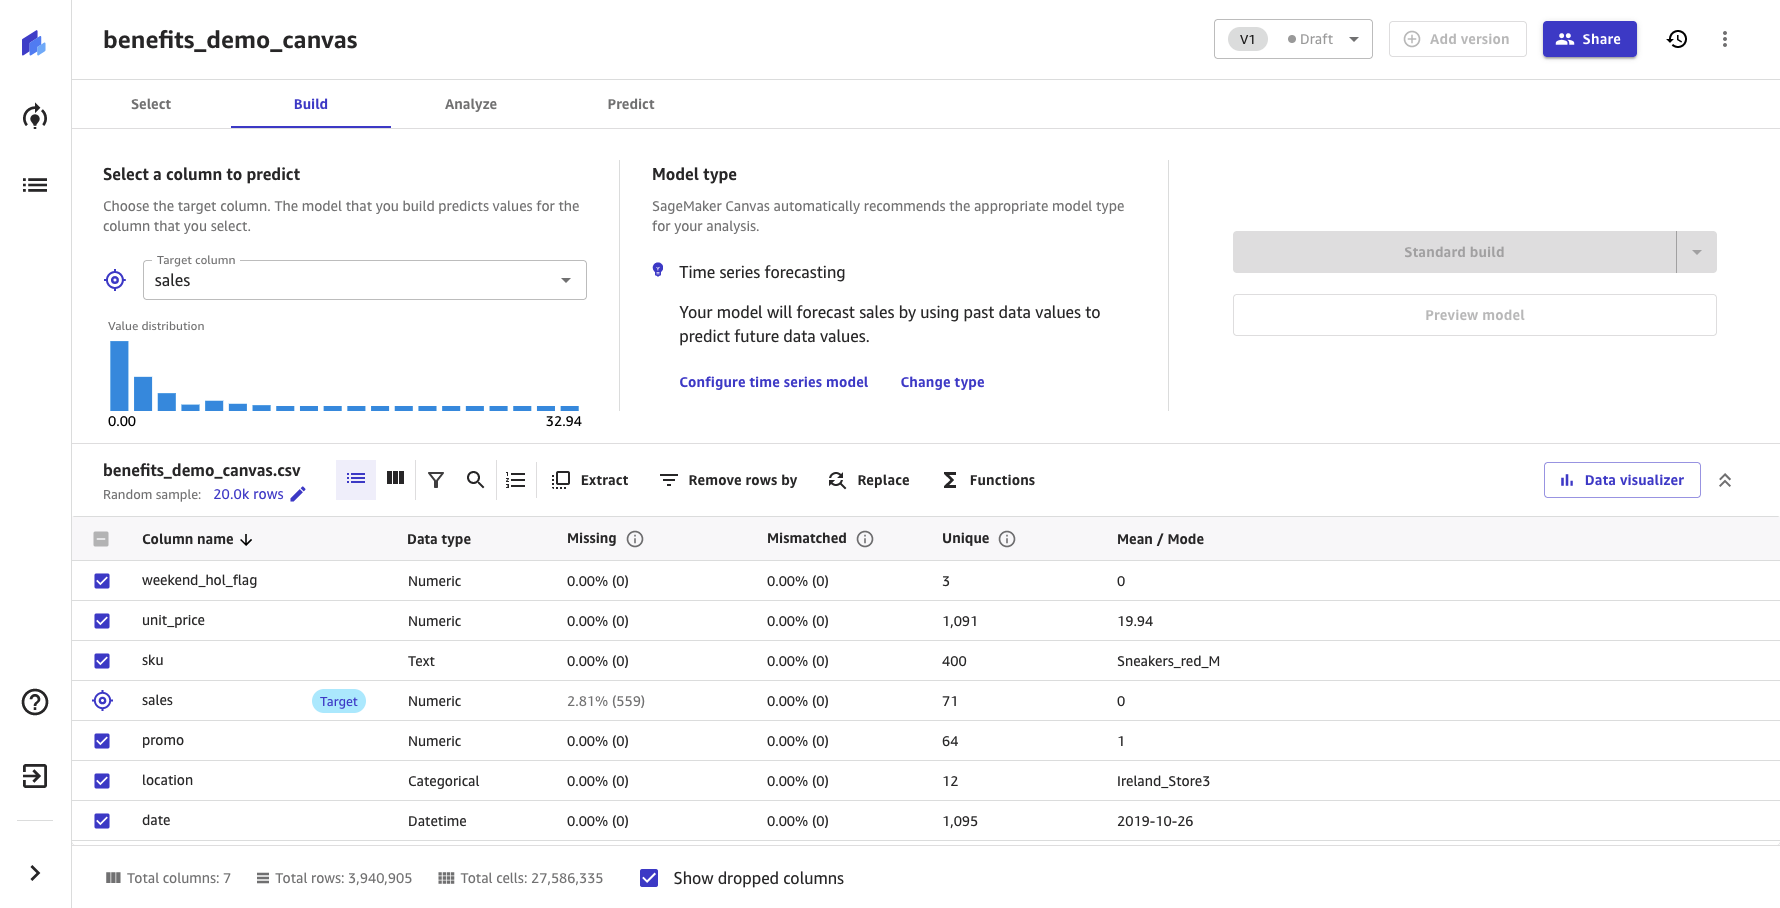 benefits_demo_canvas
V1
Draft
Add version
Share
Select
Build
Analyze
Predict
Select a column to predict
Choose the target column. The model that you build predicts values for the
column that you select.
Target column
sales
Value distribution
0.00
32.94
Model type
SageMaker Canvas automatically recommends the appropriate model type
for your analysis.
Time series forecasting
Your model will forecast sales by using past data values to
predict future data values.
Configure time series model
Change type
Standard build
Preview model
benefits_demo_canvas.csv
Random sample: 20.0k rows
Extract
Remove rows by
Replace
Functions
Data visualizer
Column name Data type Missing Mismatched Unique Mean / Mode
weekend_hol_flag Numeric 0.00% (0) 0.00% (0) 3 0
unit_price Numeric 0.00% (0) 0.00% (0) 1,091 19.94
sku Text 0.00% (0) 0.00% (0) 400 Sneakers_red_M
sales Target Numeric 2.81% (559) 0.00% (0) 71 0
promo Numeric 0.00% (0) 0.00% (0) 64 1
location Categorical 0.00% (0) 0.00% (0) 12 Ireland_Store3
date Datetime 0.00% (0) 0.00% (0) 1,095 2019-10-26
Total columns: 7
Total rows: 3,940,905
Total cells: 27,586,335
Show dropped columns